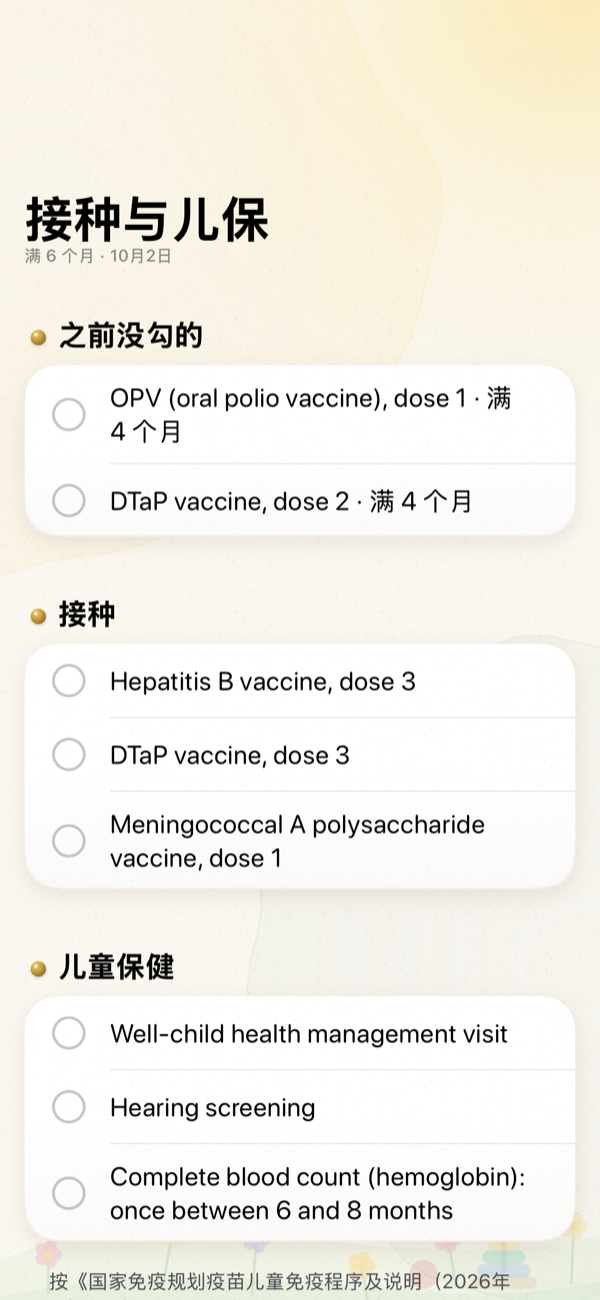 接种与儿保
满 6 个月 · 10月2日
之前没勾的
OPV (oral polio vaccine), dose 1 · 满
4 个月
DTaP vaccine, dose 2 · 满 4 个月
接种
Hepatitis B vaccine, dose 3
DTaP vaccine, dose 3
Meningococcal A polysaccharide
vaccine, dose 1
儿童保健
Well-child health management visit
Hearing screening
Complete blood count (hemoglobin):
once between 6 and 8 months
按《国家免疫规划疫苗儿童免疫程序及说明（2026年